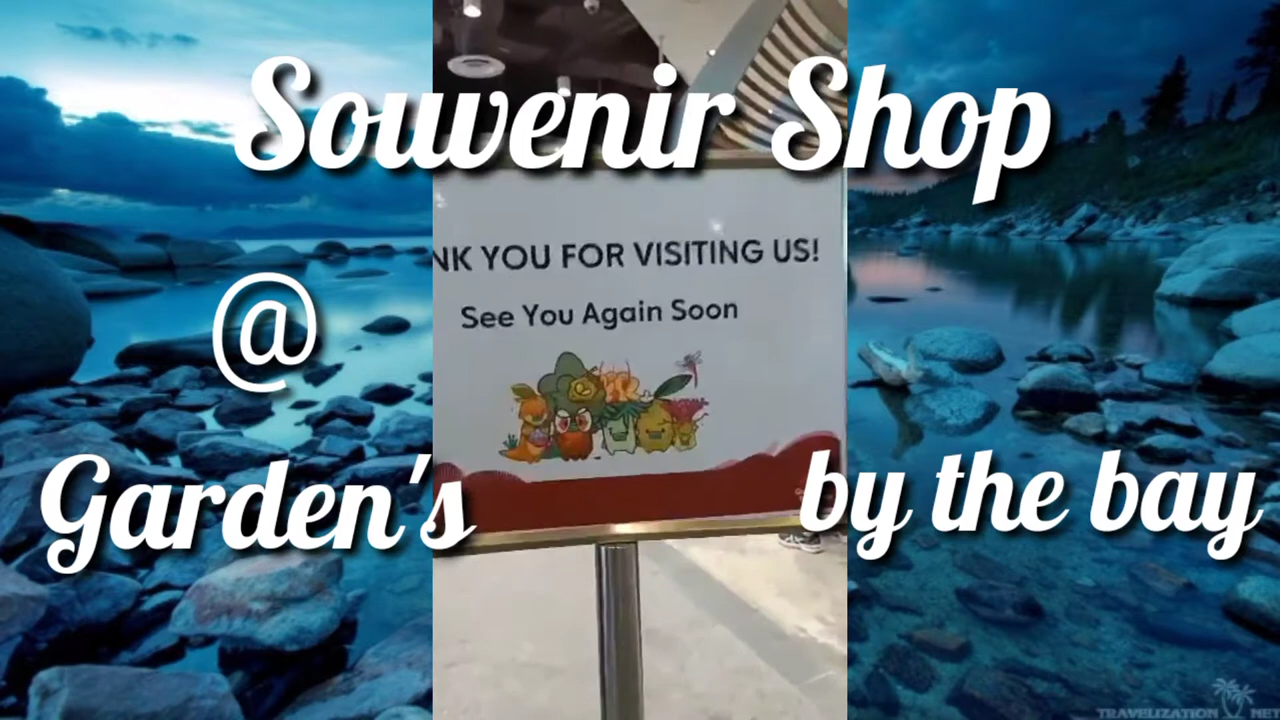 Souvenir Shop
NK YOU FOR VISITING US!
See You Again Soon
@
Garden's by the bay
TRAVELIZATION NET